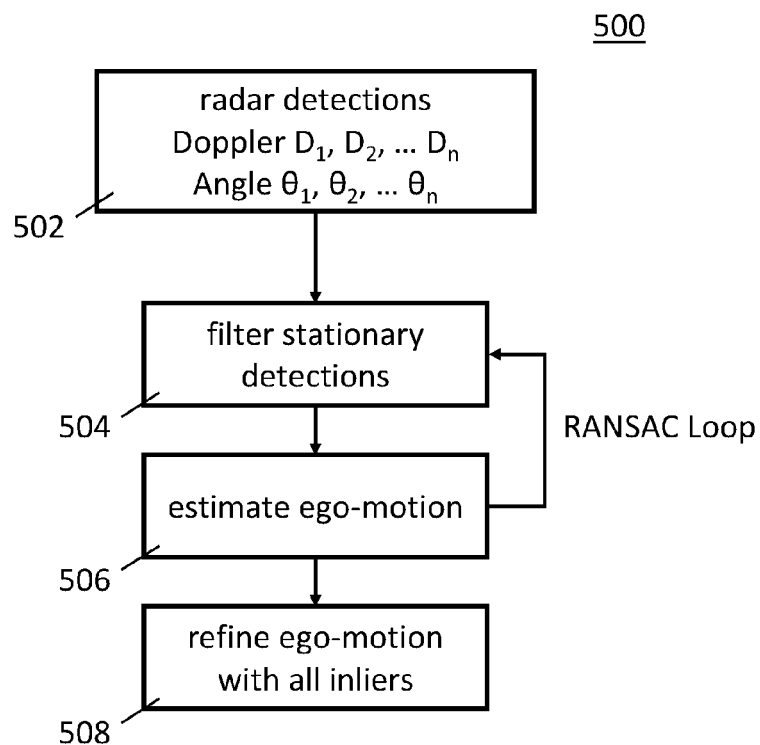 500
radar detections
Doppler D₁, D₂, ... Dₙ
Angle θ₁, θ₂, ... θₙ
502
filter stationary
detections
504
RANSAC Loop
estimate ego-motion
506
refine ego-motion
with all inliers
508